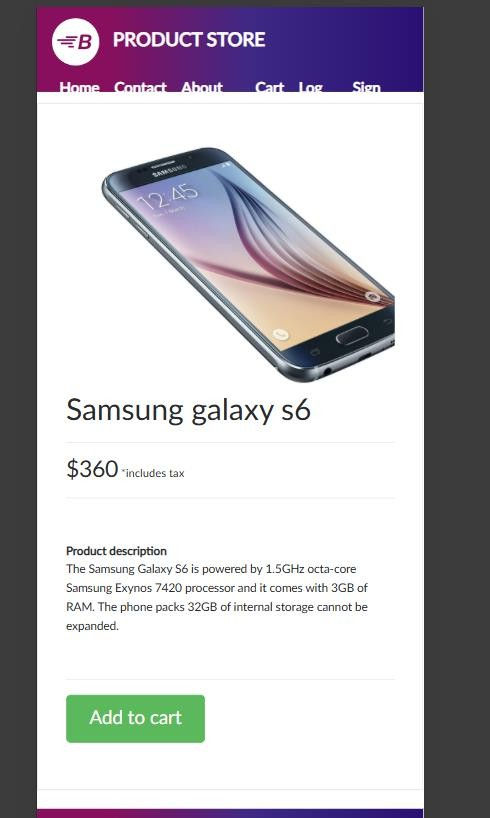 B PRODUCT STORE
Home Contact About Cart Log Sign
SAMSUNG
12:45
Samsung galaxy s6
$360 *includes tax
Product description
The Samsung Galaxy S6 is powered by 1.5GHz octa-core
Samsung Exynos 7420 processor and it comes with 3GB of
RAM. The phone packs 32GB of internal storage cannot be
expanded.
Add to cart